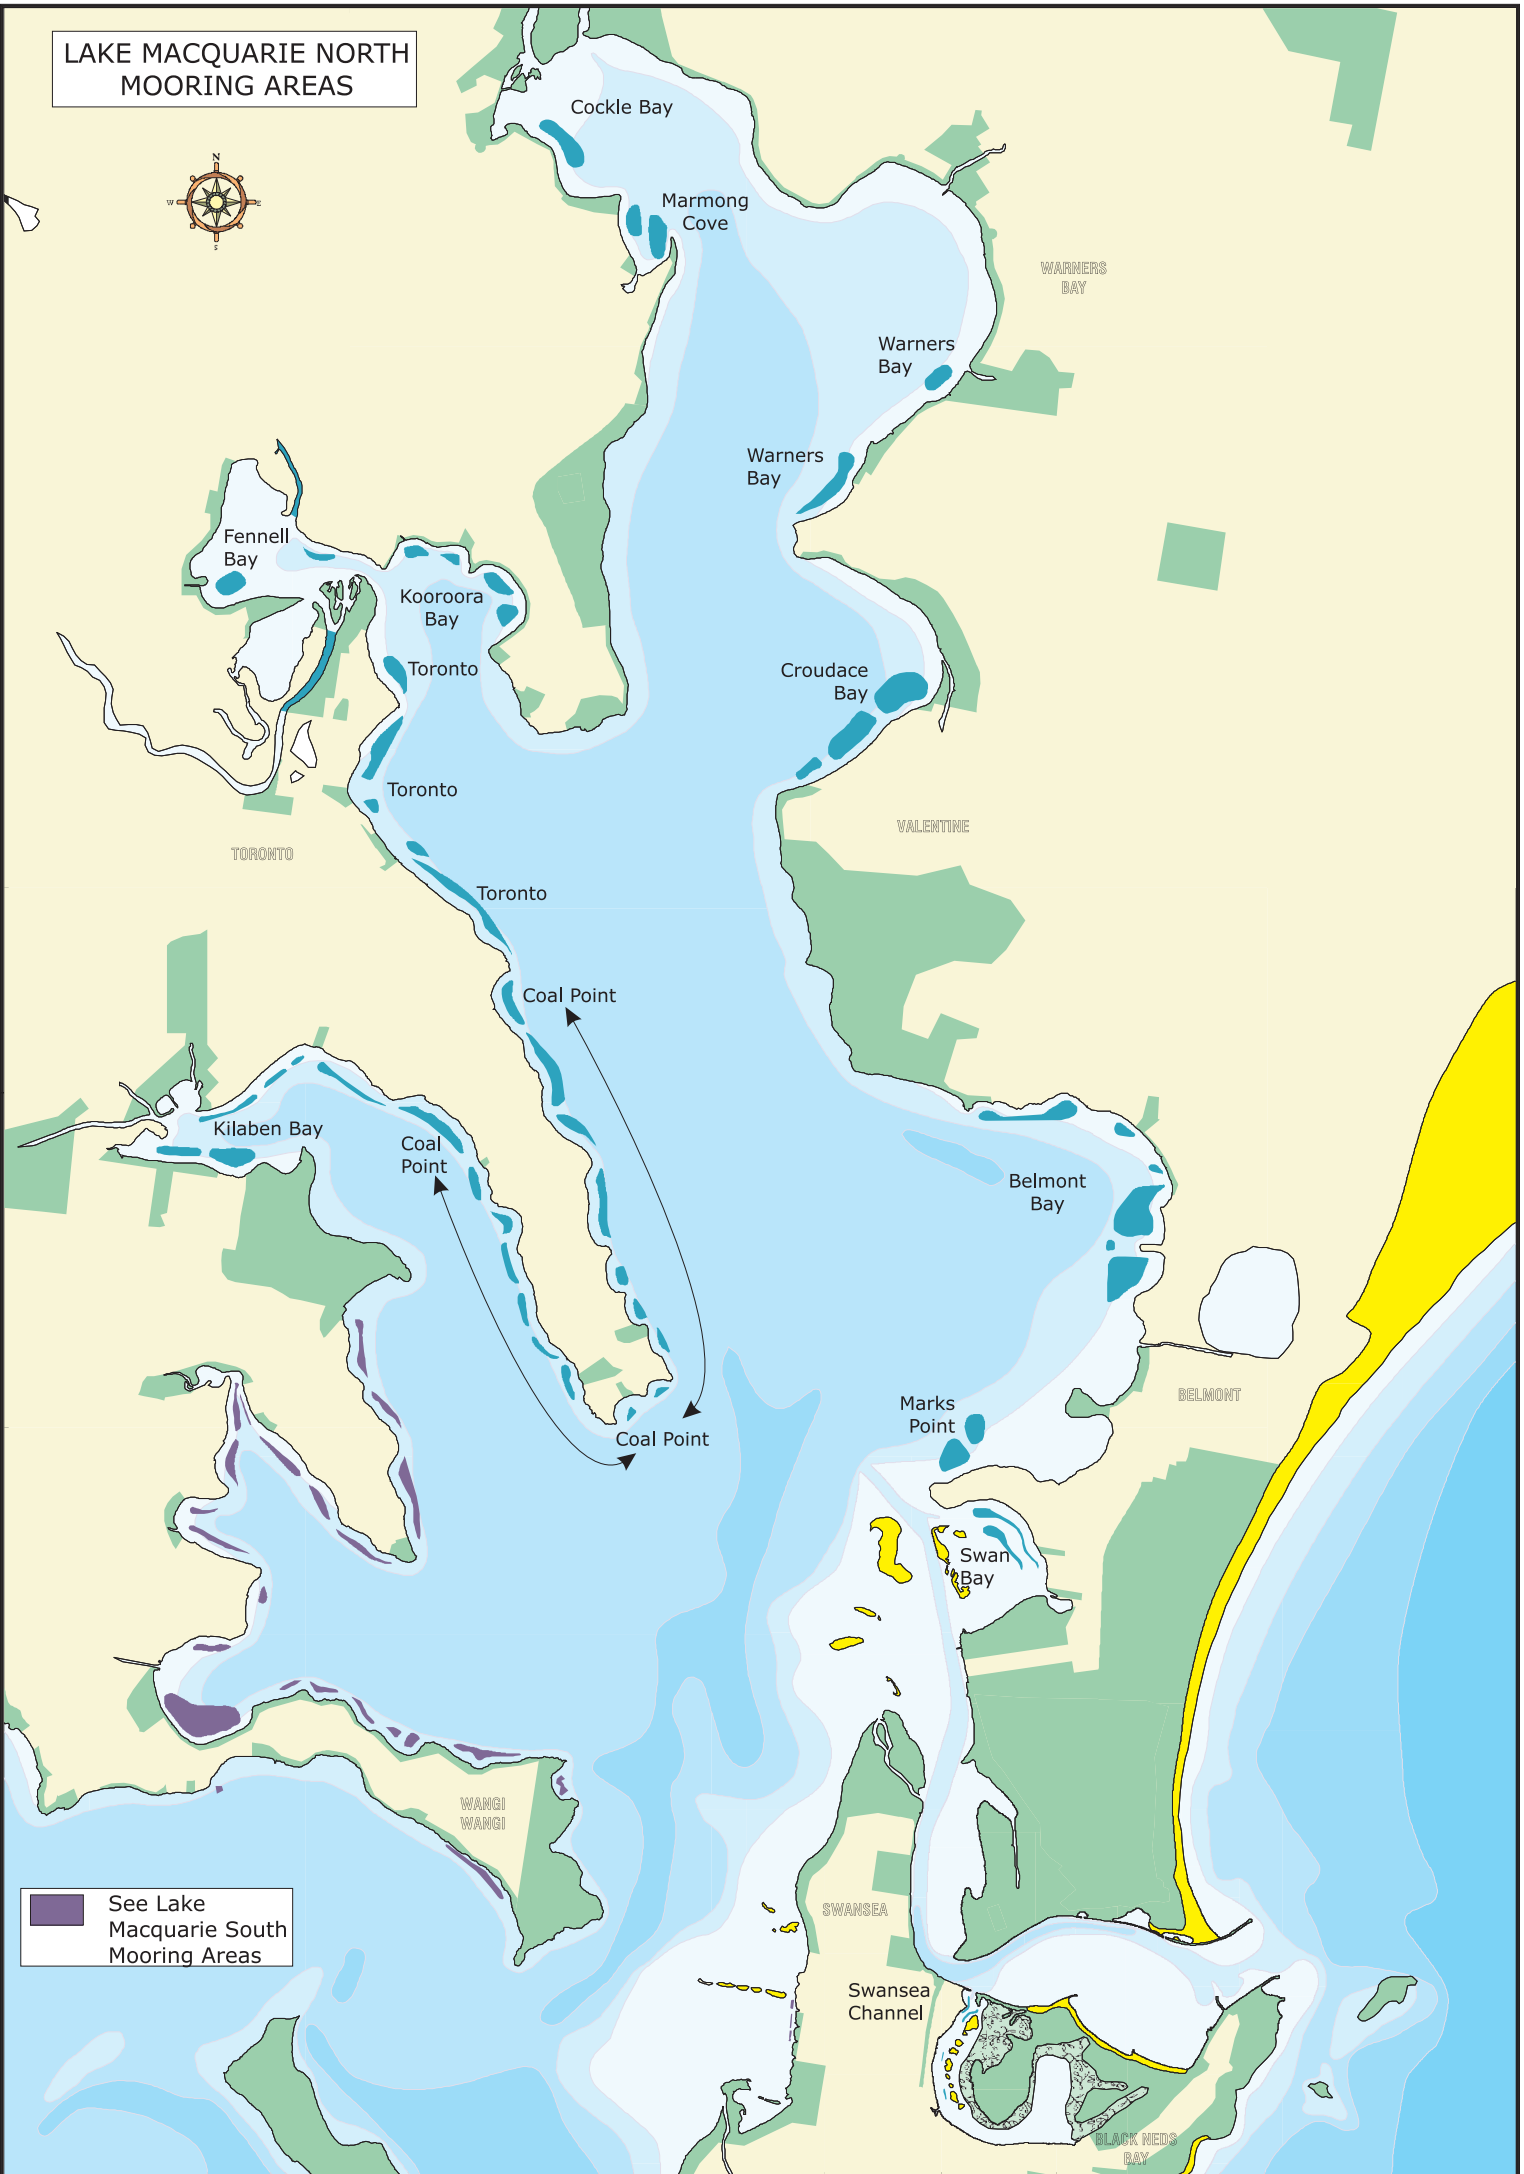 LAKE MACQUARIE NORTH
MOORING AREAS
N
W
E
S
Cockle Bay
Marmong
Cove
WARNERS
BAY
Warners
Bay
Warners
Bay
Fennell
Bay
Kooroora
Bay
Toronto
Croudace
Bay
Toronto
VALENTINE
TORONTO
Toronto
Coal Point
Kilaben Bay
Coal
Point
Belmont
Bay
BELMONT
Marks
Point
Coal Point
Swan
Bay
WANGI
WANGI
See Lake
Macquarie South
Mooring Areas
SWANSEA
Swansea
Channel
BLACK NEDS
BAY